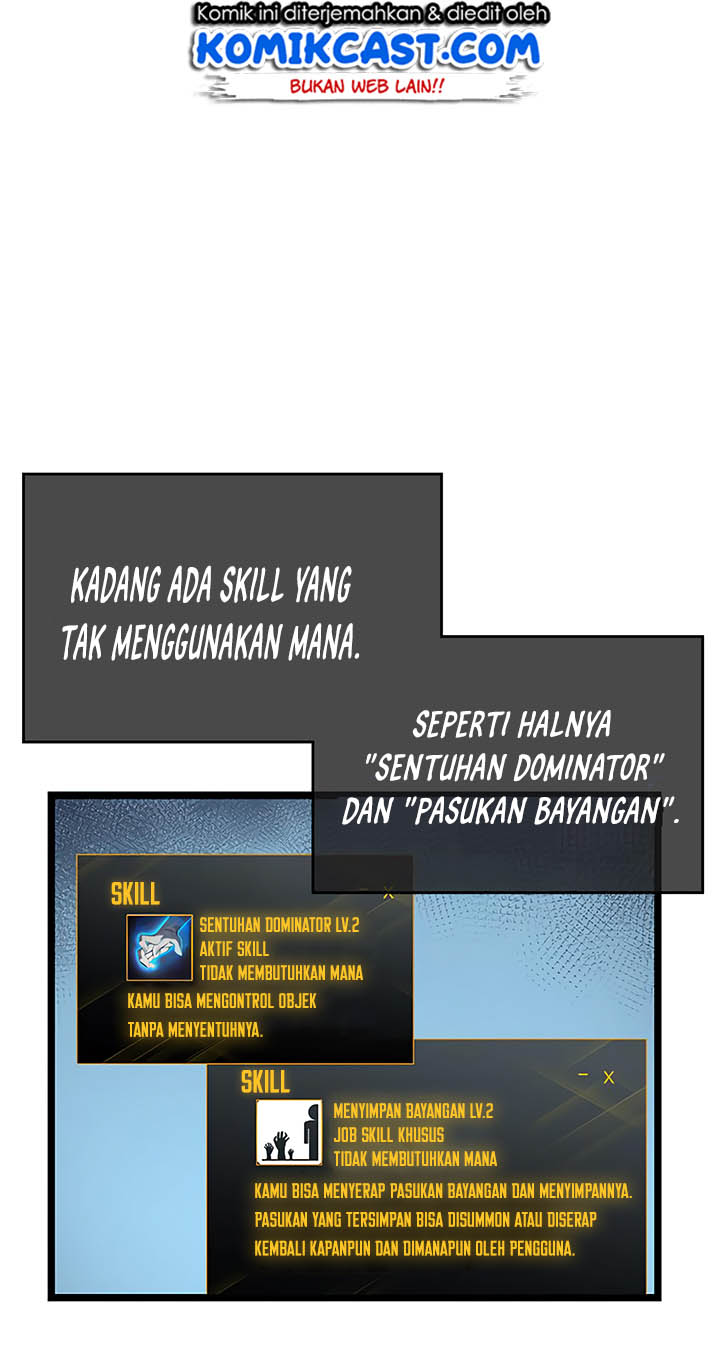 Komik ini diterjemahkan & diedit oleh
KOMIKCAST.COM
BUKAN WEB LAIN!!
KADANG ADA SKILL YANG
TAK MENGGUNAKAN MANA.
SEPERTI HALNYA
"SENTUHAN DOMINATOR"
DAN "PASUKAN BAYANGAN".
- X
SKILL
SENTUHAN DOMINATOR LV.2
AKTIF SKILL
TIDAK MEMBUTUHKAN MANA
KAMU BISA MENGONTROL OBJEK
TANPA MENYENTUHNYA.
SKILL
- X
MENYIMPAN BAYANGAN LV.2
JOB SKILL KHUSUS
TIDAK MEMBUTUHKAN MANA
KAMU BISA MENYERAP PASUKAN BAYANGAN DAN MENYIMPANNYA.
PASUKAN YANG TERSIMPAN BISA DISUMMON ATAU DISERAP
KEMBALI KAPANPUN DAN DIMANAPUN OLEH PENGGUNA.